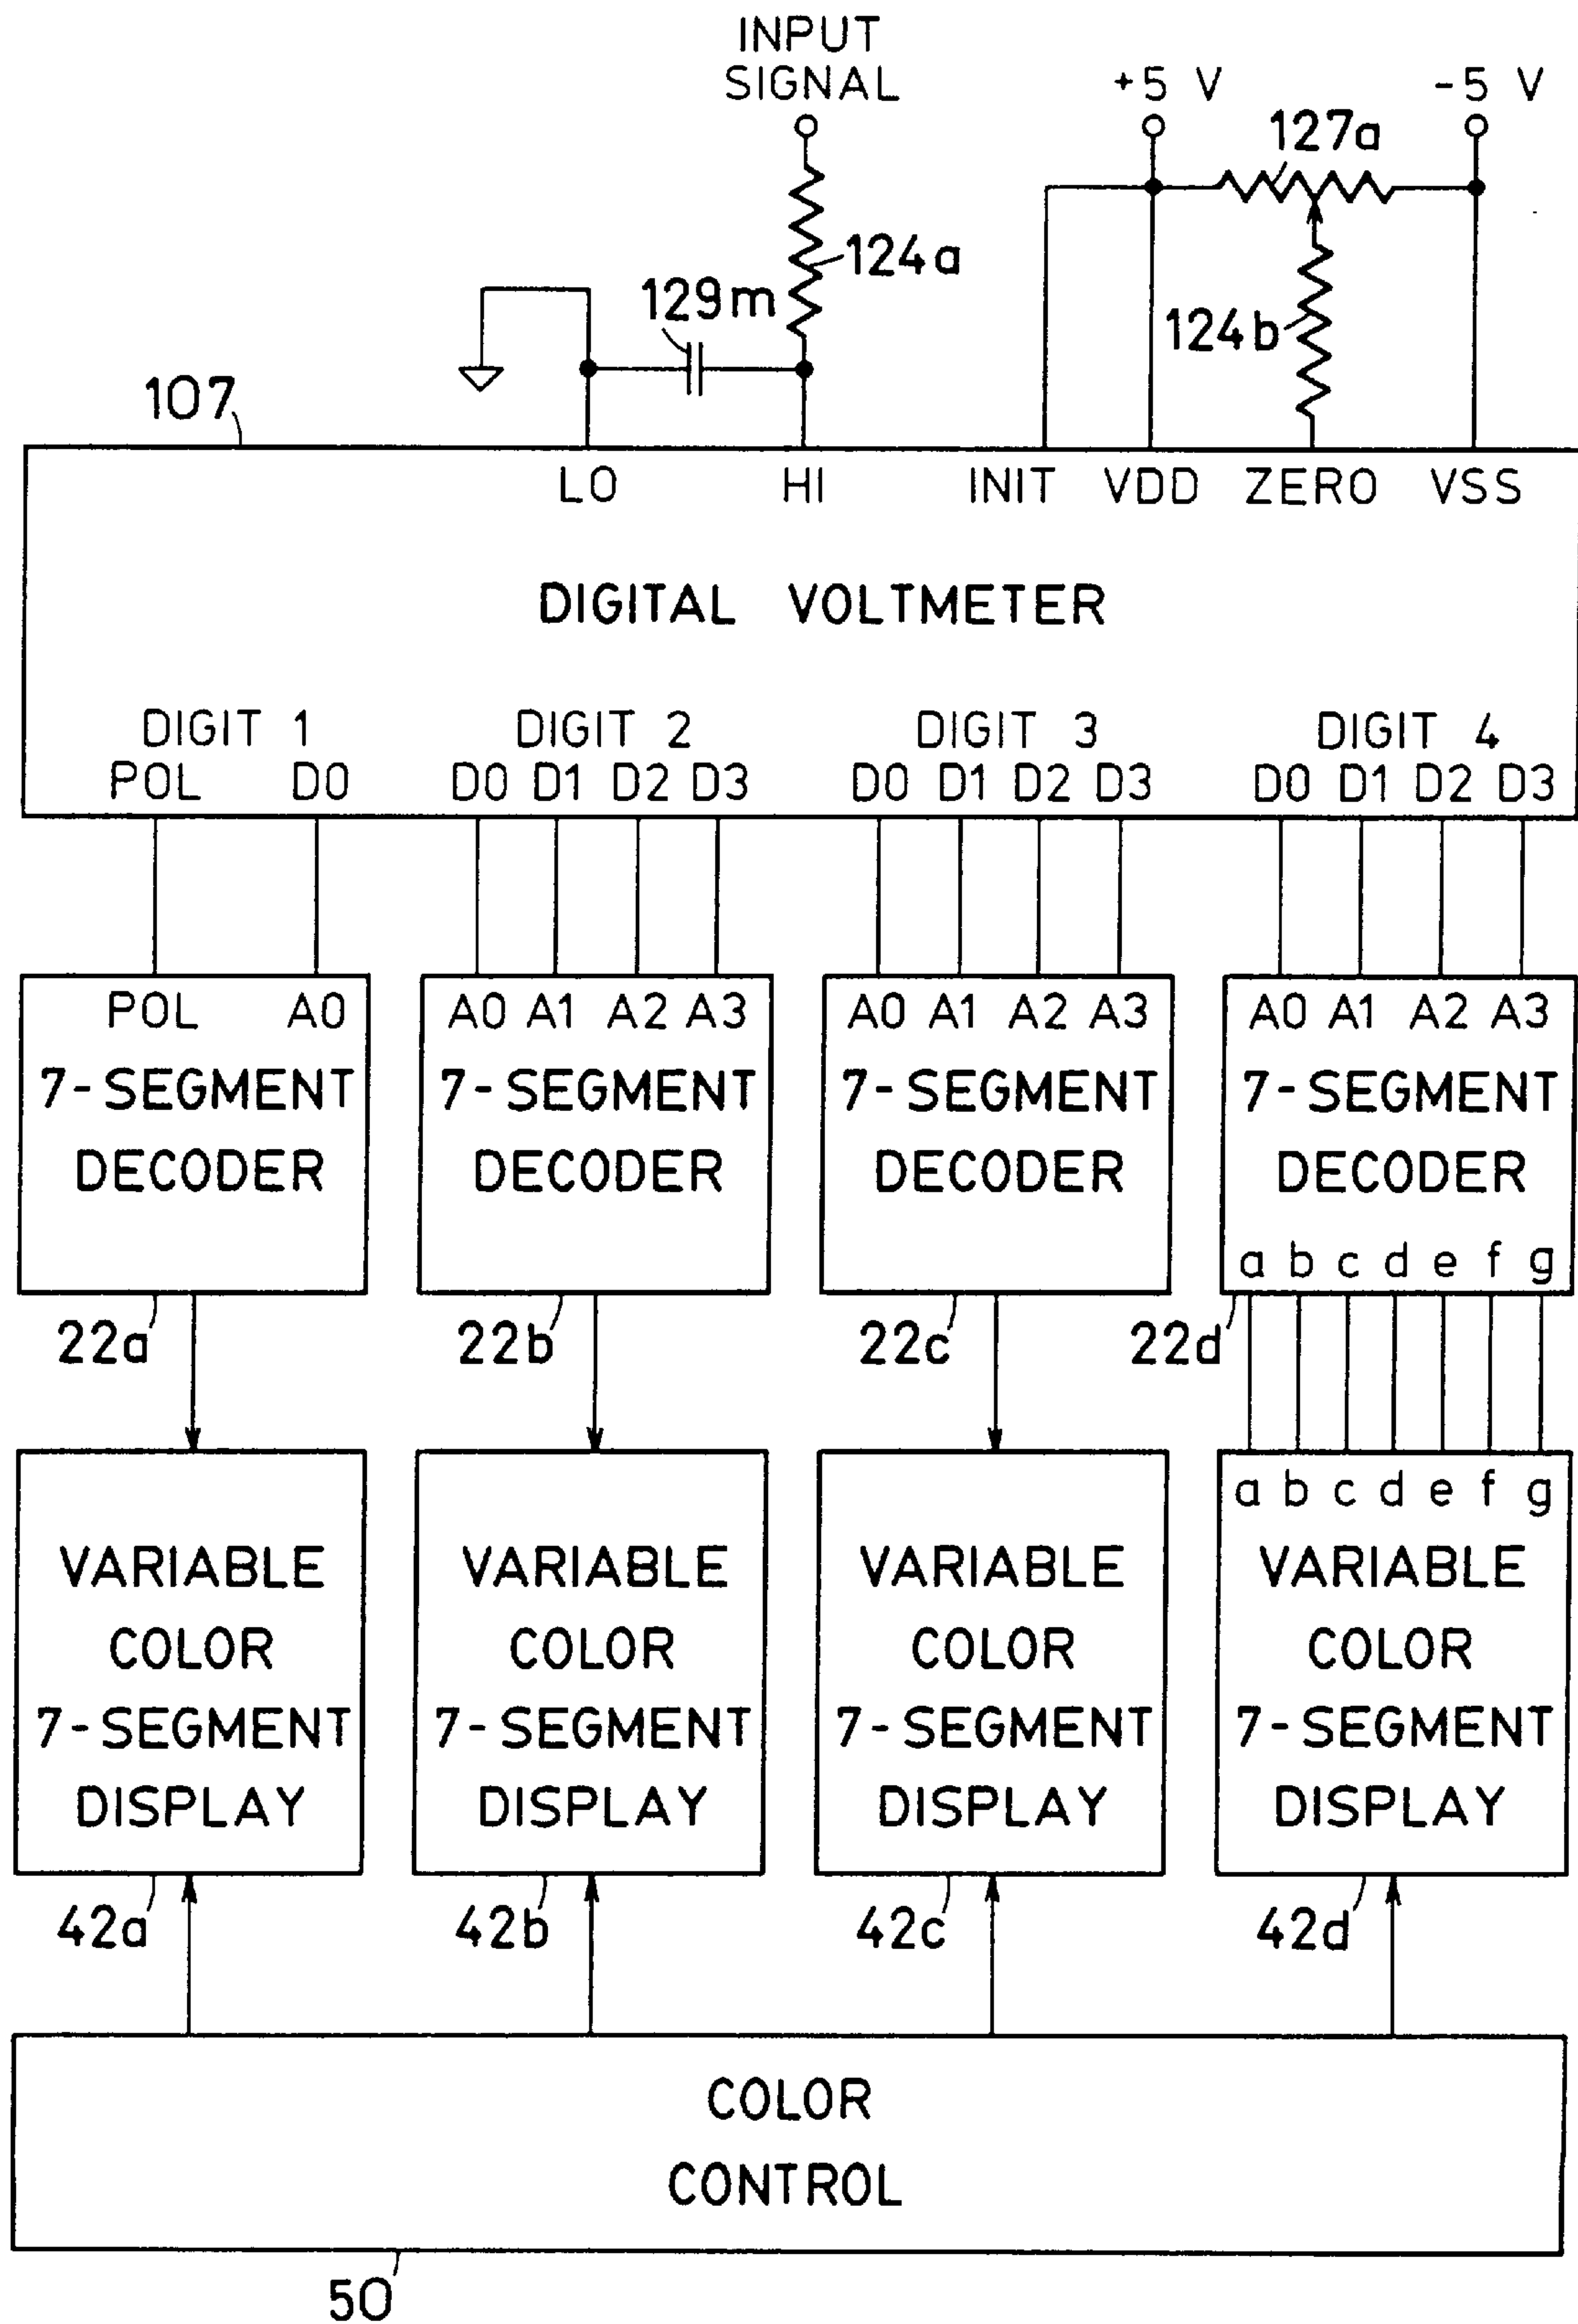 INPUT
SIGNAL
+5 V
-5 V
127a
124a
129m
124b
107
LO HI INIT VDD ZERO VSS
DIGITAL VOLTMETER
DIGIT 1 DIGIT 2 DIGIT 3 DIGIT 4
POL D0 D0 D1 D2 D3 D0 D1 D2 D3 D0 D1 D2 D3
POL A0
7-SEGMENT
DECODER
A0 A1 A2 A3
7-SEGMENT
DECODER
A0 A1 A2 A3
7-SEGMENT
DECODER
A0 A1 A2 A3
7-SEGMENT
DECODER
a b c d e f g
22a 22b 22c 22d
VARIABLE
COLOR
7-SEGMENT
DISPLAY
VARIABLE
COLOR
7-SEGMENT
DISPLAY
VARIABLE
COLOR
7-SEGMENT
DISPLAY
a b c d e f g
VARIABLE
COLOR
7-SEGMENT
DISPLAY
42a 42b 42c 42d
COLOR
CONTROL
50